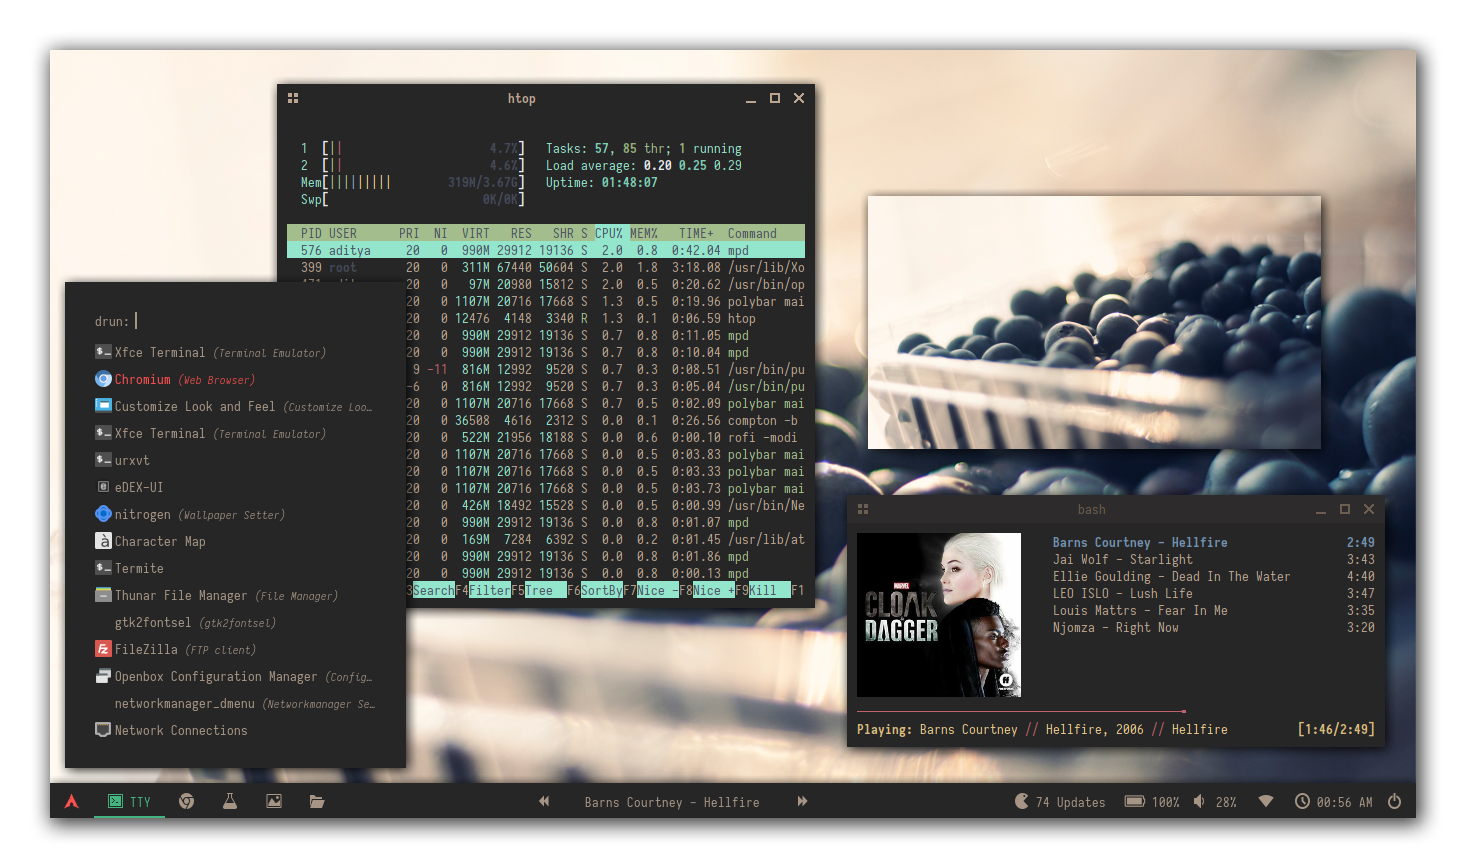 htop
1 [|| 4.7%] Tasks: 57, 85 thr; 1 running
2 [|| 4.6%] Load average: 0.20 0.25 0.29
Mem[||||||||| 319M/3.67G] Uptime: 01:48:07
Swp[ 0K/0K]
PID USER PRI NI VIRT RES SHR S CPU% MEM% TIME+ Command
576 aditya 20 0 990M 29912 19136 S 2.0 0.8 0:42.04 mpd
399 root 20 0 311M 67440 50604 S 2.0 1.8 3:18.08 /usr/lib/Xo
20 0 97M 20980 15812 S 2.0 0.5 0:20.62 /usr/bin/op
20 0 1107M 20716 17668 S 1.3 0.5 0:19.96 polybar mai
20 0 12476 4148 3340 R 1.3 0.1 0:06.59 htop
20 0 990M 29912 19136 S 0.7 0.8 0:11.05 mpd
20 0 990M 29912 19136 S 0.7 0.8 0:10.04 mpd
9 -11 816M 12992 9520 S 0.7 0.3 0:08.51 /usr/bin/pu
-6 0 816M 12992 9520 S 0.7 0.3 0:05.04 /usr/bin/pu
20 0 1107M 20716 17668 S 0.7 0.5 0:02.09 polybar mai
20 0 36508 4616 2312 S 0.0 0.1 0:26.56 compton -b
20 0 522M 21956 18188 S 0.0 0.6 0:00.10 rofi -modi
20 0 1107M 20716 17668 S 0.0 0.5 0:03.83 polybar mai
20 0 1107M 20716 17668 S 0.0 0.5 0:03.33 polybar mai
20 0 1107M 20716 17668 S 0.0 0.5 0:03.73 polybar mai
20 0 426M 18492 15528 S 0.0 0.5 0:00.99 /usr/bin/Ne
20 0 990M 29912 19136 S 0.0 0.8 0:01.07 mpd
20 0 169M 7284 6392 S 0.0 0.2 0:01.45 /usr/lib/at
20 0 990M 29912 19136 S 0.0 0.8 0:01.86 mpd
20 0 990M 29912 19136 S 0.0 0.8 0:00.13 mpd
3SearchF4FilterF5Tree F6SortByF7Nice -F8Nice +F9Kill F1
drun:
Xfce Terminal (Terminal Emulator)
Chromium (Web Browser)
Customize Look and Feel (Customize Loo…
Xfce Terminal (Terminal Emulator)
urxvt
eDEX-UI
nitrogen (Wallpaper Setter)
Character Map
Termite
Thunar File Manager (File Manager)
gtk2fontsel (gtk2fontsel)
FileZilla (FTP client)
Openbox Configuration Manager (Config…
networkmanager_dmenu (Networkmanager Se…
Network Connections
bash
MARVEL
CLOAK
DAGGER
Barns Courtney - Hellfire 2:49
Jai Wolf - Starlight 3:43
Ellie Goulding - Dead In The Water 4:40
LEO ISLO - Lush Life 3:47
Louis Mattrs - Fear In Me 3:35
Njomza - Right Now 3:20
Playing: Barns Courtney // Hellfire, 2006 // Hellfire [1:46/2:49]
TTY
Barns Courtney - Hellfire
74 Updates 100% 28% 00:56 AM